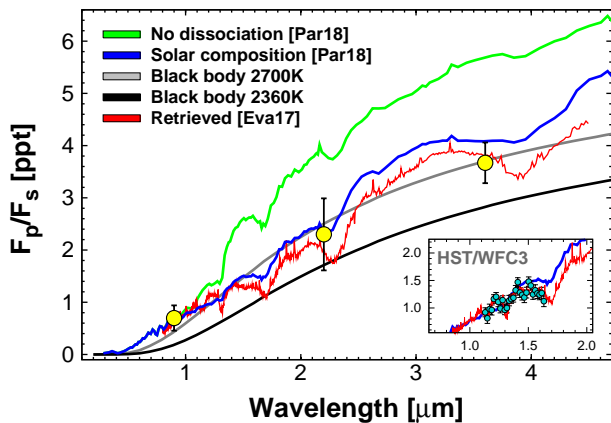 No dissociation [Par18]
Solar composition [Par18]
Black body 2700K
Black body 2360K
Retrieved [Eva17]
Fp/Fs [ppt]
6
5
4
3
2
1
0
HST/WFC3
2.0
1.5
1.0
1.0 1.5 2.0
1 2 3 4
Wavelength [μm]